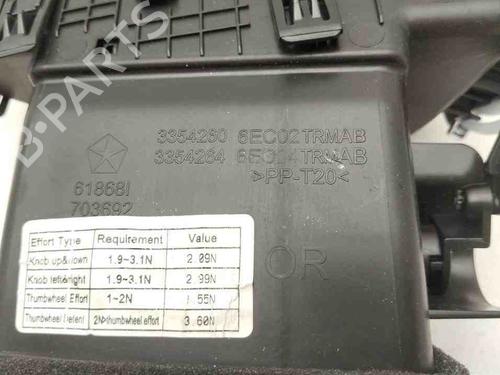 3354260 6EC02TRMAB
3354264 6EC04TRMAB
>PP-T20<
61868I
703692
OR
Effort Type Requirement Value
Knob up&down 1.9~3.1N 2.09N
Knob left&right 1.9~3.1N 2.99N
Thumbwheel Effort 1~2N 1.55N
Thumbwheel Detent 2N>thumbwheel effort 3.60N